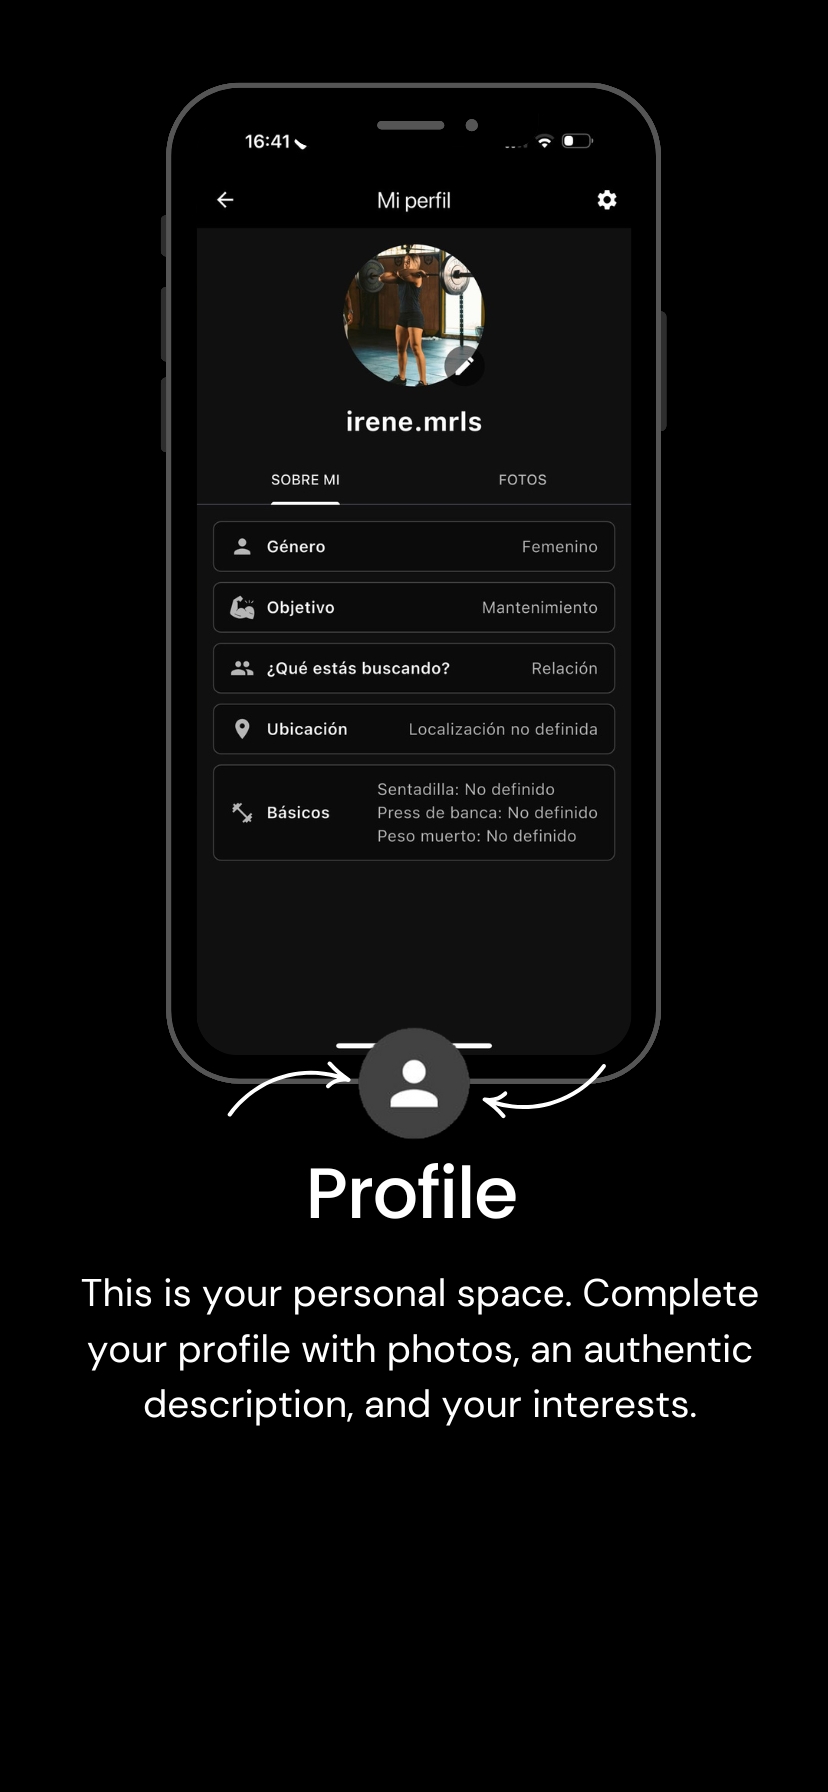 16:41
Mi perfil
irene.mrls
SOBRE MI FOTOS
Género Femenino
Objetivo Mantenimiento
¿Qué estás buscando? Relación
Ubicación Localización no definida
Básicos
Sentadilla: No definido
Press de banca: No definido
Peso muerto: No definido
Profile
This is your personal space. Complete
your profile with photos, an authentic
description, and your interests.